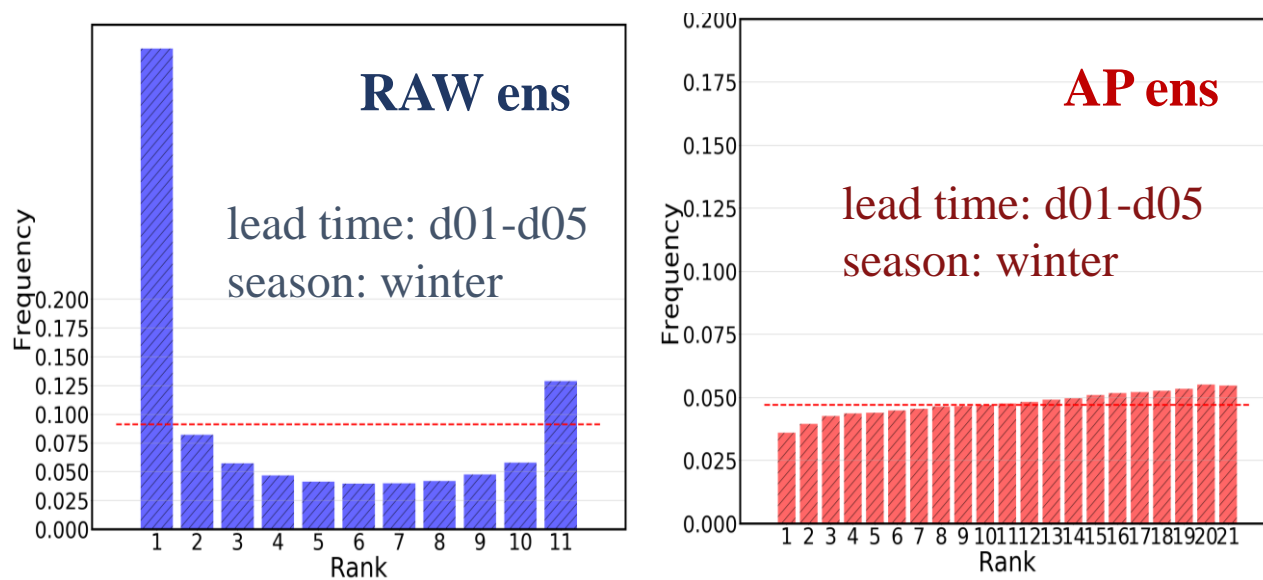 RAW ens
lead time: d01-d05
season: winter
Frequency
0.200
0.175
0.150
0.125
0.100
0.075
0.050
0.025
0.000
1 2 3 4 5 6 7 8 9 10 11
Rank
AP ens
lead time: d01-d05
season: winter
Frequency
0.200
0.175
0.150
0.125
0.100
0.075
0.050
0.025
0.000
1 2 3 4 5 6 7 8 9 10 11 12 13 14 15 16 17 18 19 20 21
Rank